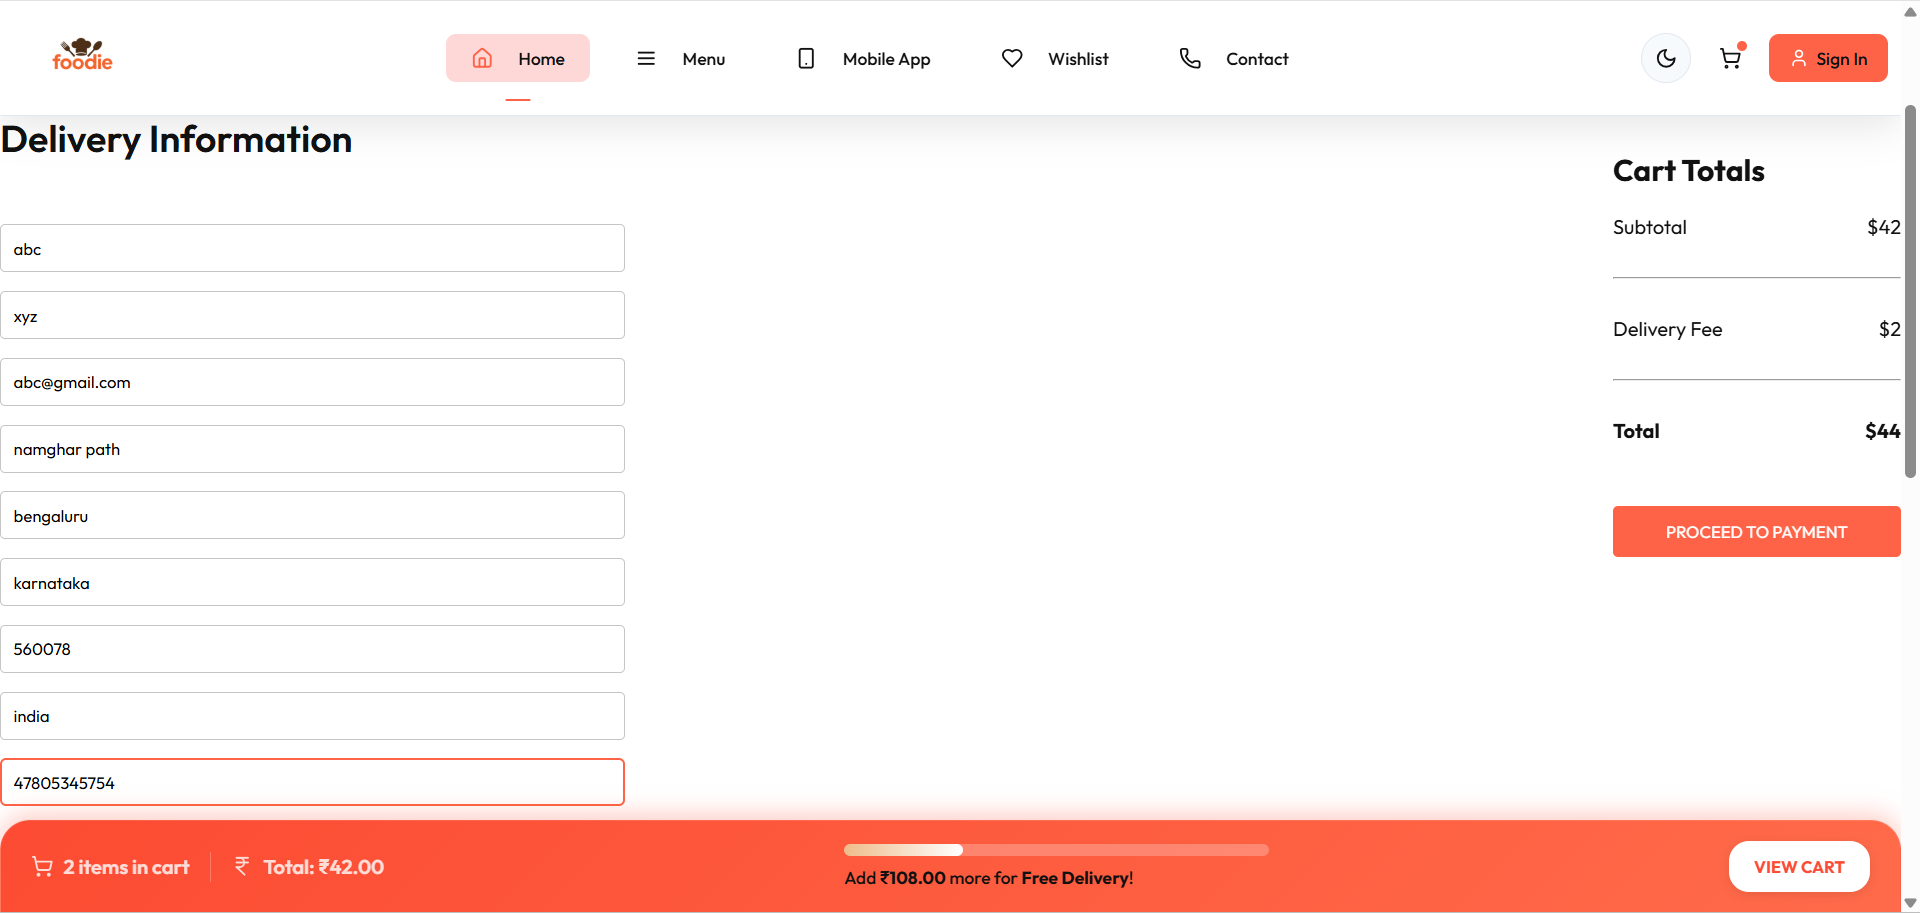 foodie
Home
Menu
Mobile App
Wishlist
Contact
Sign In
Delivery Information
abc
xyz
abc@gmail.com
namghar path
bengaluru
karnataka
560078
india
47805345754
Cart Totals
Subtotal $42
Delivery Fee $2
Total $44
PROCEED TO PAYMENT
2 items in cart
₹ Total: ₹42.00
Add ₹108.00 more for Free Delivery!
VIEW CART